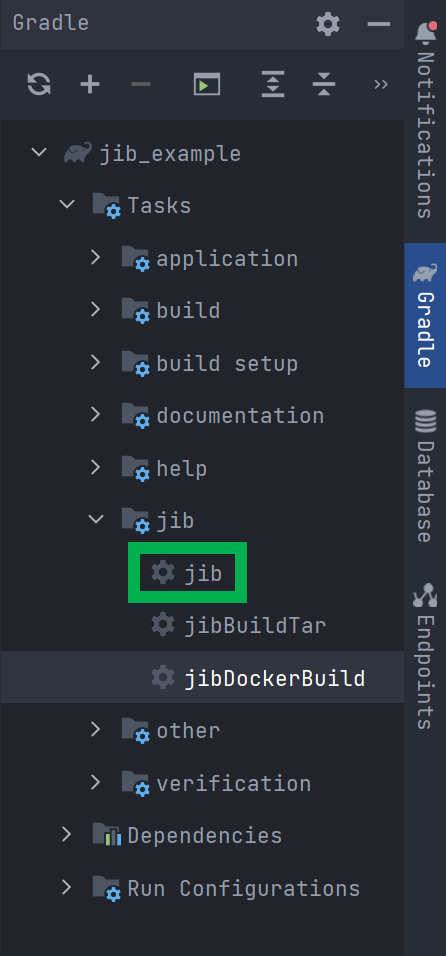 Gradle
jib_example
Tasks
application
build
build setup
documentation
help
jib
jib
jibBuildTar
jibDockerBuild
other
verification
Dependencies
Run Configurations
Notifications
Gradle
Database
Endpoints